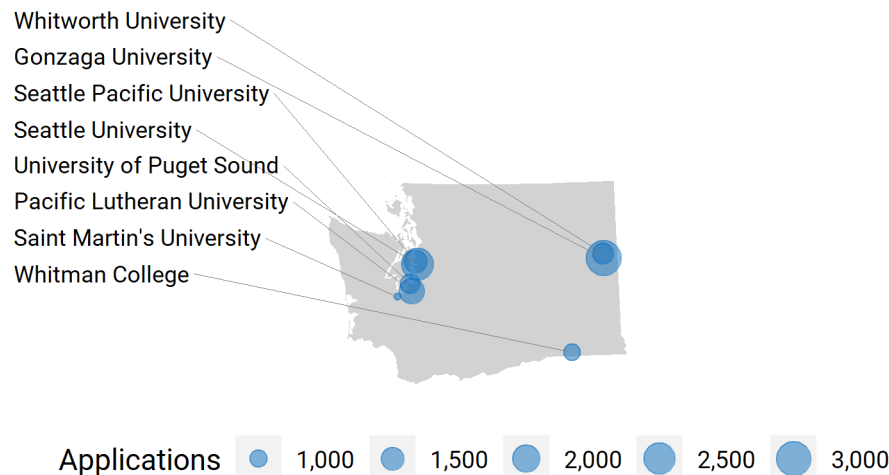 Whitworth University
Gonzaga University
Seattle Pacific University
Seattle University
University of Puget Sound
Pacific Lutheran University
Saint Martin's University
Whitman College
Applications 1,000 1,500 2,000 2,500 3,000